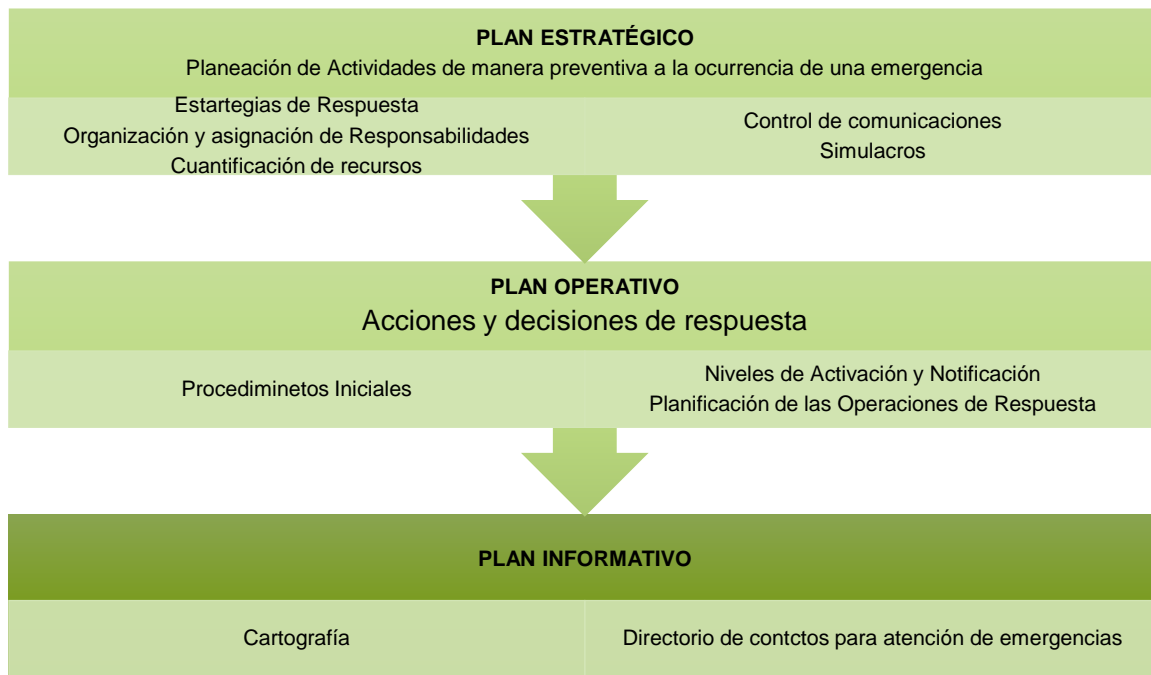 PLAN ESTRATÉGICO
Planeación de Actividades de manera preventiva a la ocurrencia de una emergencia
Estartegias de Respuesta
Organización y asignación de Responsabilidades
Cuantificación de recursos
Control de comunicaciones
Simulacros
PLAN OPERATIVO
Acciones y decisiones de respuesta
Procediminetos Iniciales
Niveles de Activación y Notificación
Planificación de las Operaciones de Respuesta
PLAN INFORMATIVO
Cartografía
Directorio de contctos para atención de emergencias